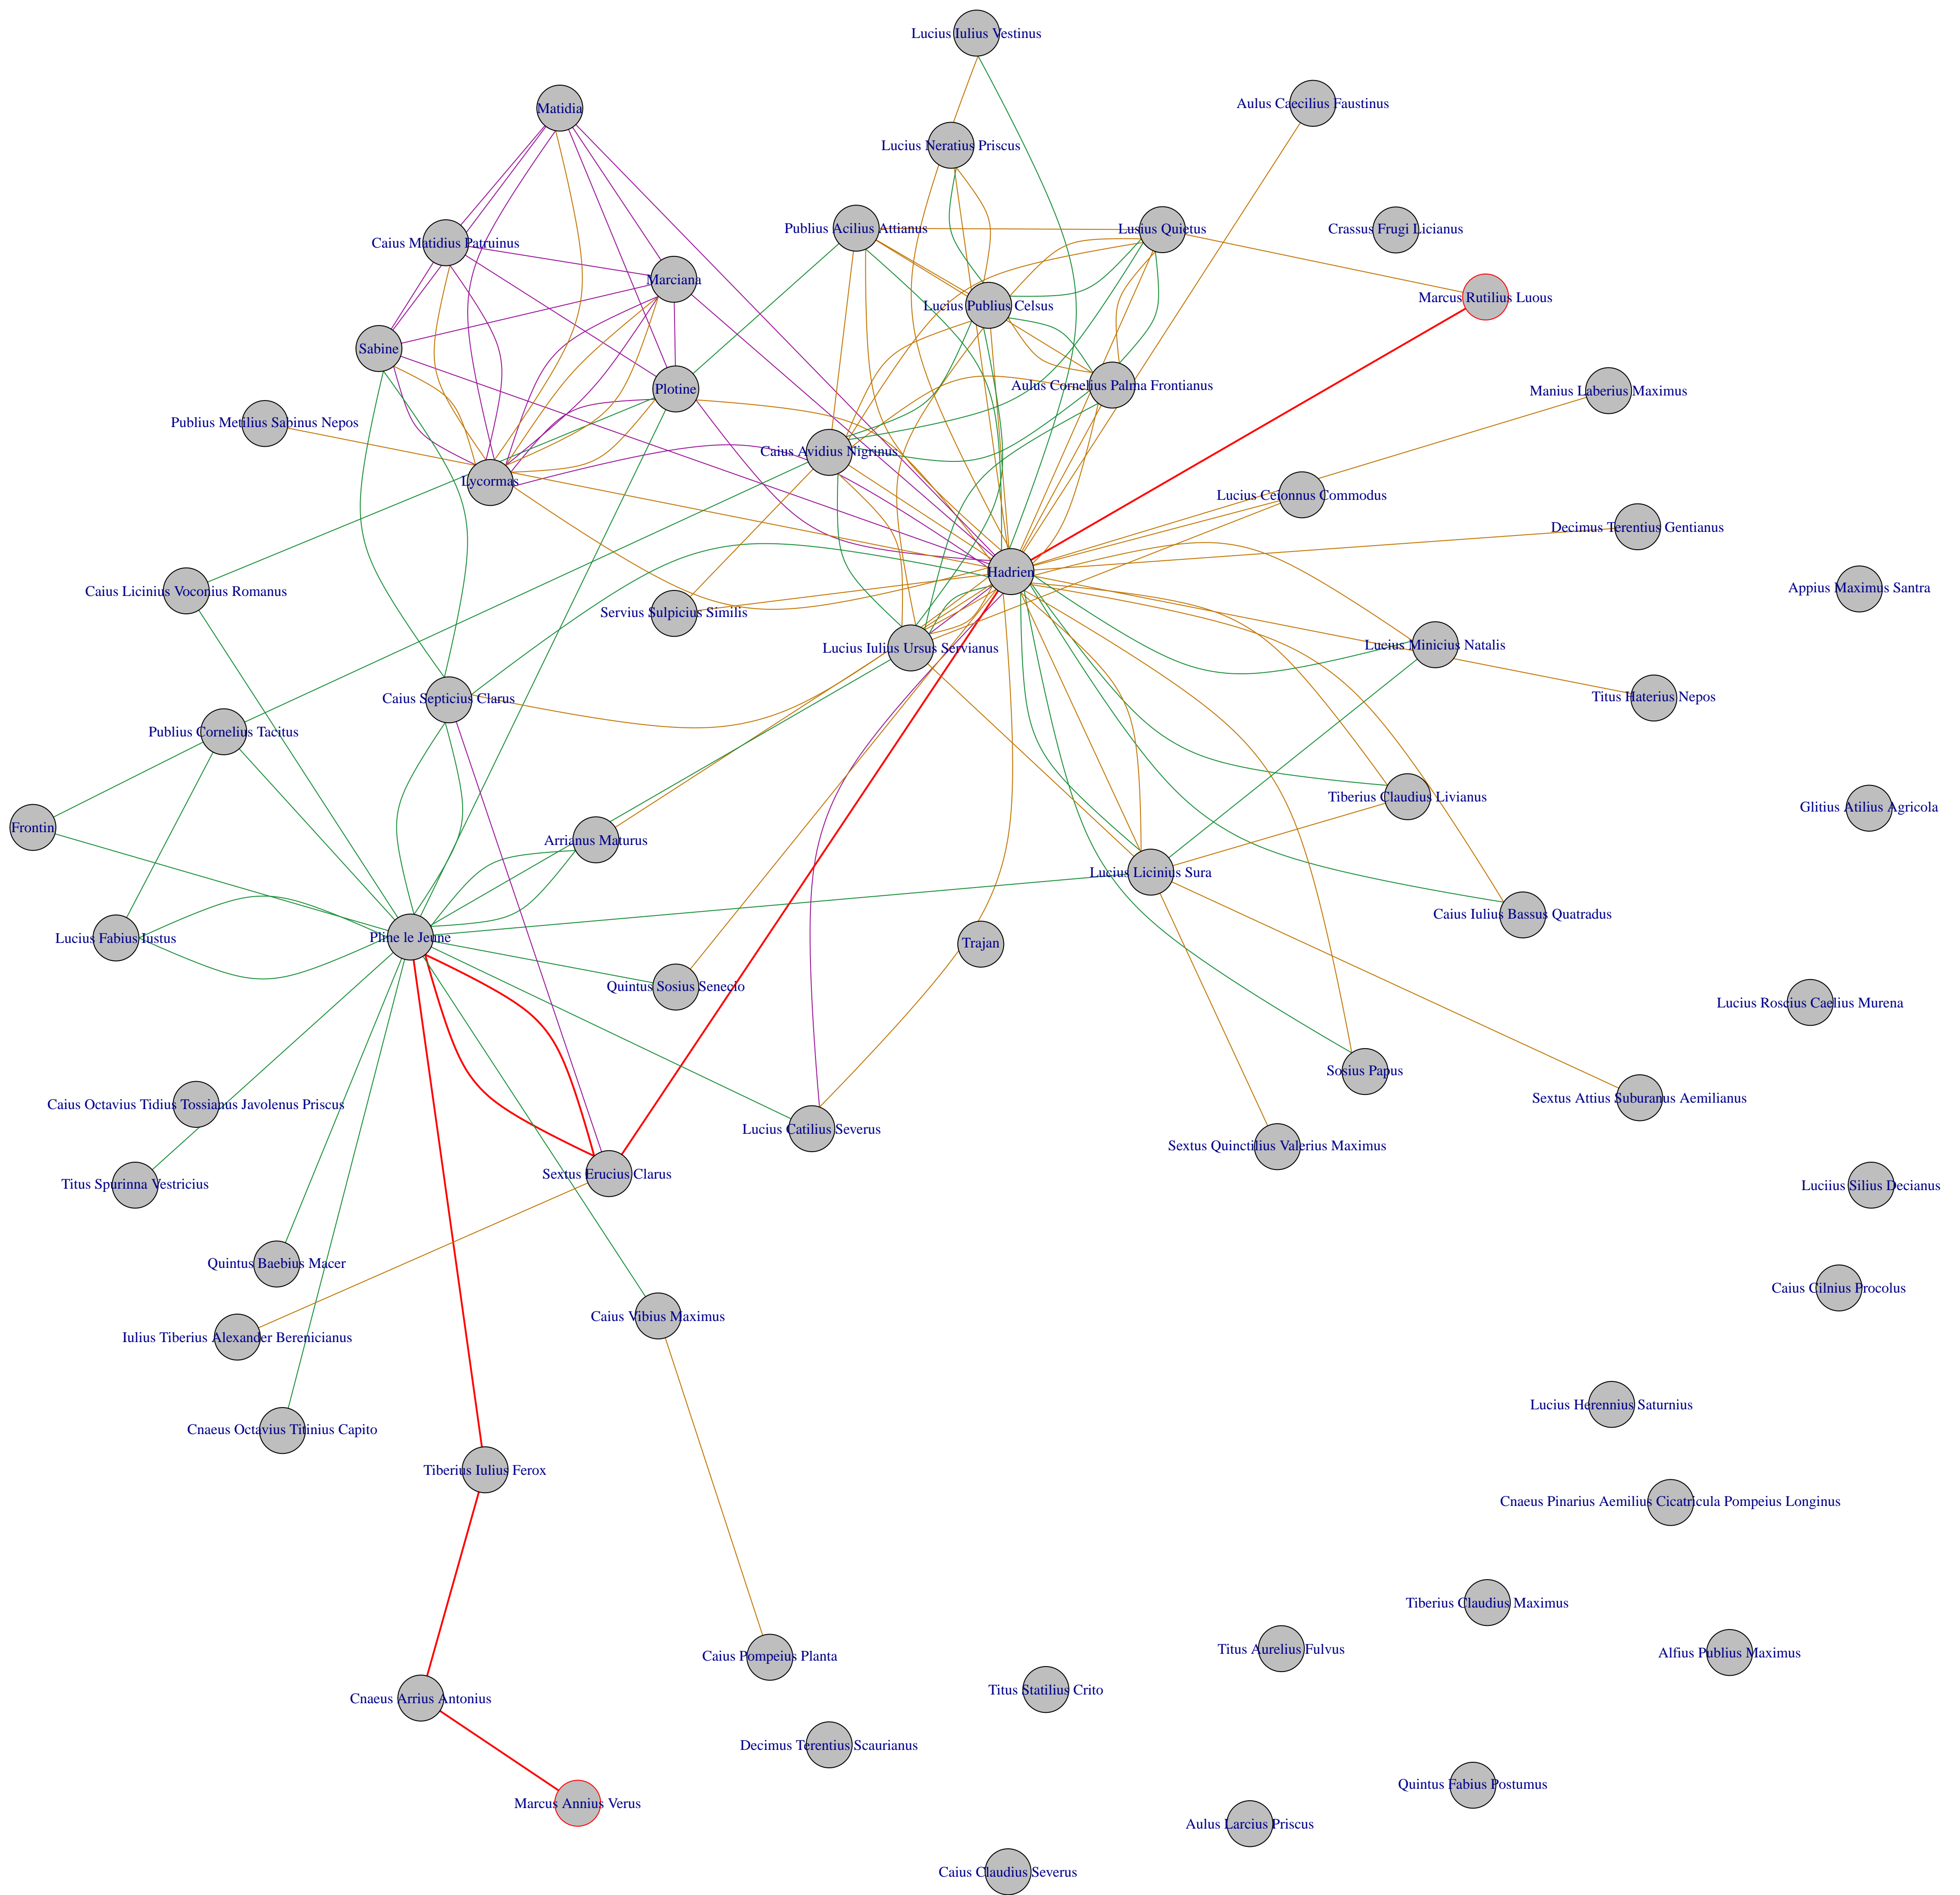 Lucius Iulius Vestinus
Matidia
Aulus Caecilius Faustinus
Lucius Neratius Priscus
Caius Matidius Patruinus
Publius Acilius Attianus
Lusius Quietus
Crassus Frugi Licianus
Marciana
Lucius Publius Celsus
Marcus Rutilius Luous
Sabine
Plotine
Aulus Cornelius Palma Frontianus
Manius Laberius Maximus
Publius Metilius Sabinus Nepos
Caius Avidius Nigrinus
Lycormas
Lucius Ceionnus Commodus
Decimus Terentius Gentianus
Hadrien
Caius Licinius Voconius Romanus
Appius Maximus Santra
Servius Sulpicius Similis
Lucius Iulius Ursus Servianus
Lucius Minicius Natalis
Caius Septicius Clarus
Titus Haterius Nepos
Publius Cornelius Tacitus
Tiberius Claudius Livianus
Glitius Atilius Agricola
Frontin
Arrianus Maturus
Lucius Licinius Sura
Caius Iulius Bassus Quatradus
Lucius Fabius Iustus
Pline le Jeune
Trajan
Quintus Sosius Senecio
Lucius Roscius Caelius Murena
Sosius Papus
Sextus Attius Suburanus Aemilianus
Caius Octavius Tidius Tossianus Javolenus Priscus
Lucius Catilius Severus
Sextus Quinctilius Valerius Maximus
Sextus Erucius Clarus
Titus Spurinna Vestricius
Luciius Silius Decianus
Quintus Baebius Macer
Caius Cilnius Procolus
Caius Vibius Maximus
Iulius Tiberius Alexander Berenicianus
Lucius Herennius Saturnius
Cnaeus Octavius Titinius Capito
Tiberius Iulius Ferox
Cnaeus Pinarius Aemilius Cicatricula Pompeius Longinus
Tiberius Claudius Maximus
Titus Aurelius Fulvus
Alfius Publius Maximus
Caius Pompeius Planta
Titus Statilius Crito
Cnaeus Arrius Antonius
Decimus Terentius Scaurianus
Quintus Fabius Postumus
Marcus Annius Verus
Aulus Larcius Priscus
Caius Claudius Severus